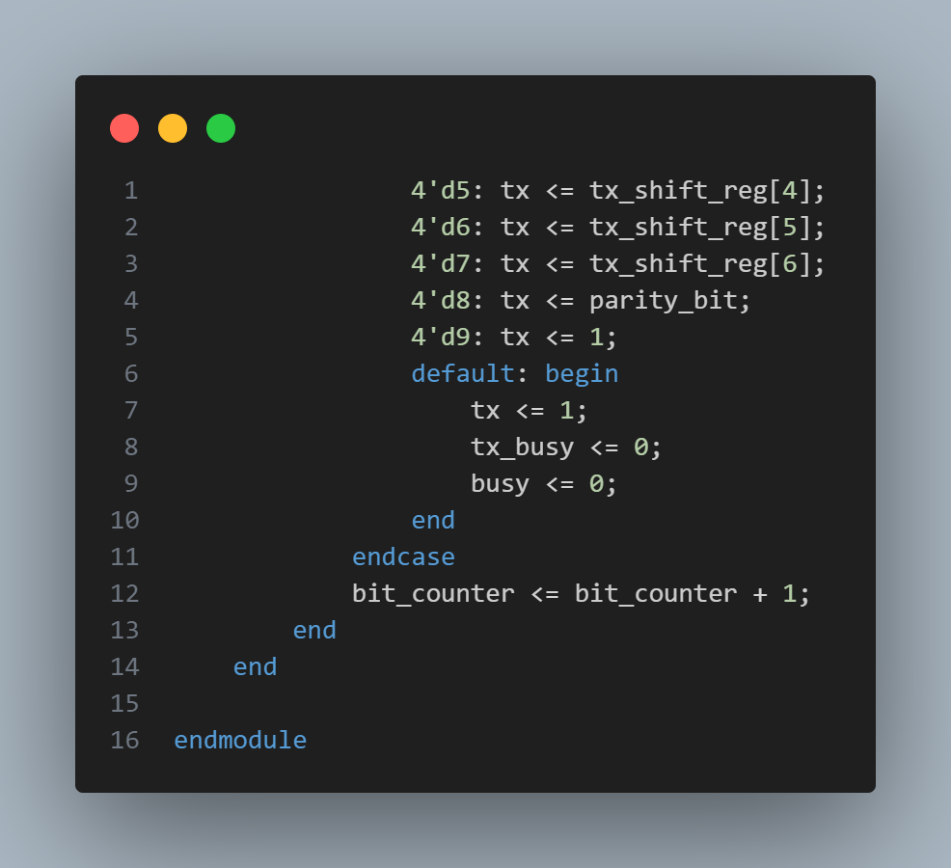 1                   4'd5: tx <= tx_shift_reg[4];
2                   4'd6: tx <= tx_shift_reg[5];
3                   4'd7: tx <= tx_shift_reg[6];
4                   4'd8: tx <= parity_bit;
5                   4'd9: tx <= 1;
6                   default: begin
7                       tx <= 1;
8                       tx_busy <= 0;
9                       busy <= 0;
10                  end
11              endcase
12              bit_counter <= bit_counter + 1;
13          end
14      end
15
16  endmodule